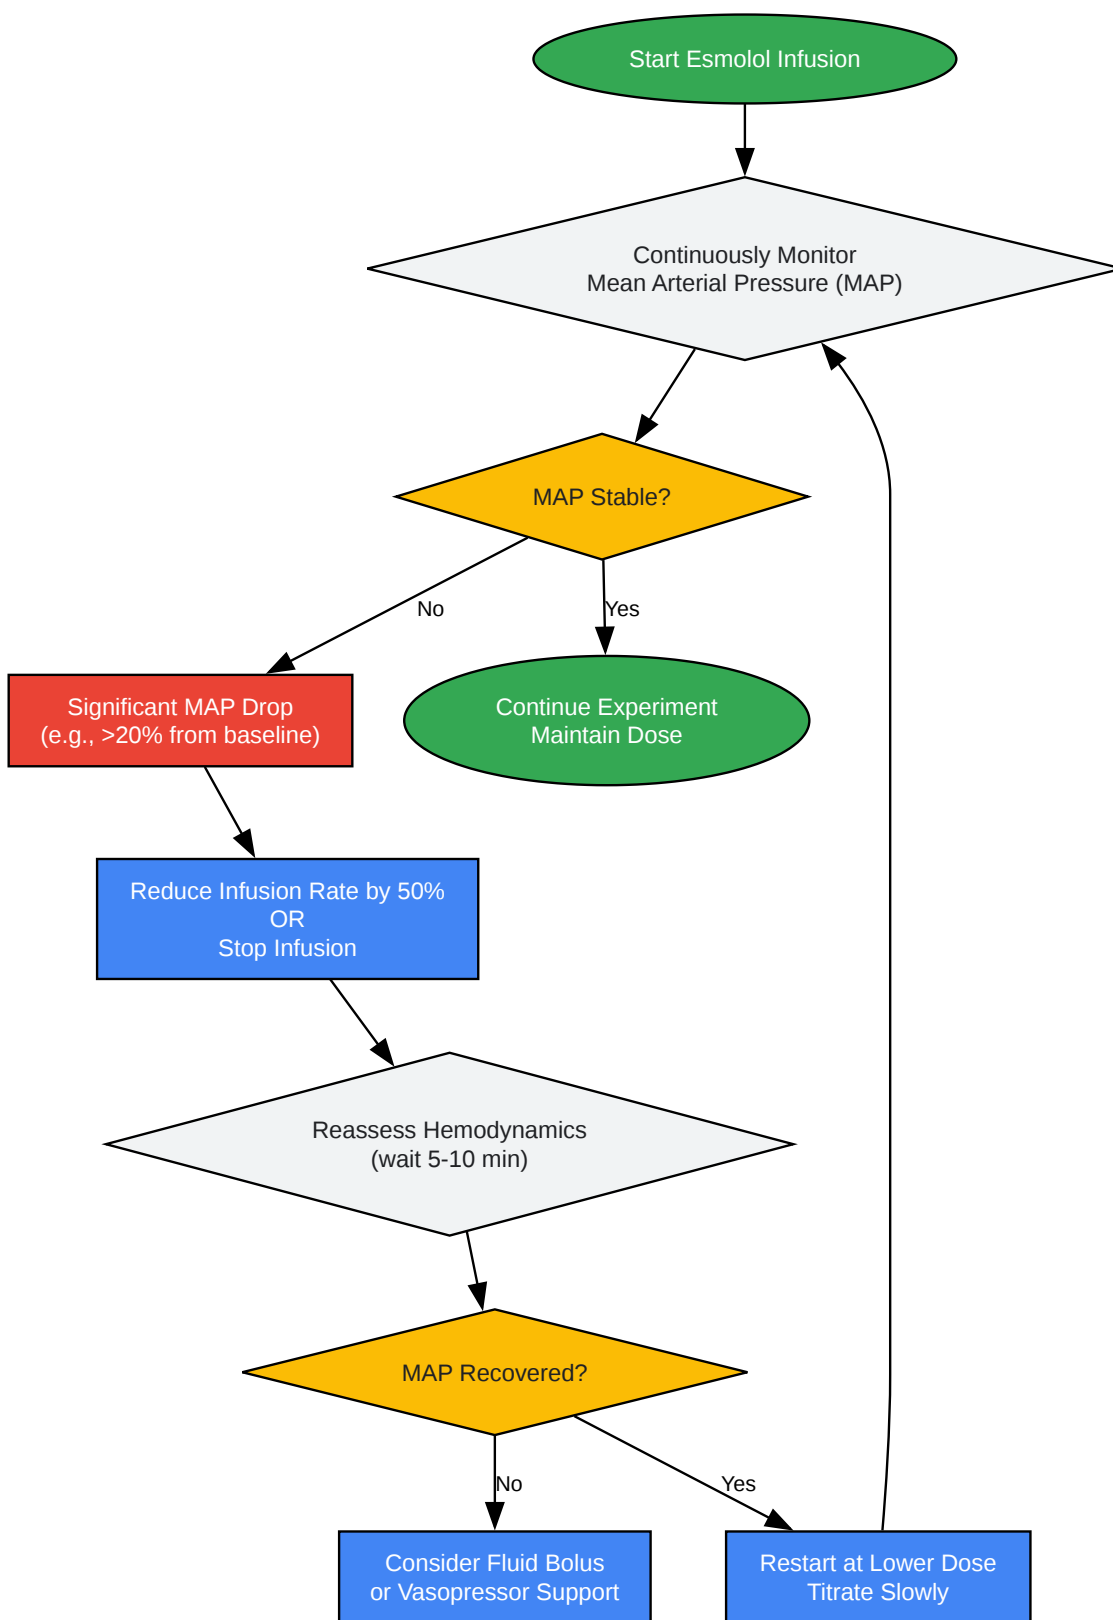 Start Esmolol Infusion
Continuously Monitor
Mean Arterial Pressure (MAP)
MAP Stable?
No
Yes
Significant MAP Drop
(e.g., >20% from baseline)
Continue Experiment
Maintain Dose
Reduce Infusion Rate by 50%
OR
Stop Infusion
Reassess Hemodynamics
(wait 5-10 min)
MAP Recovered?
No
Yes
Consider Fluid Bolus
or Vasopressor Support
Restart at Lower Dose
Titrate Slowly